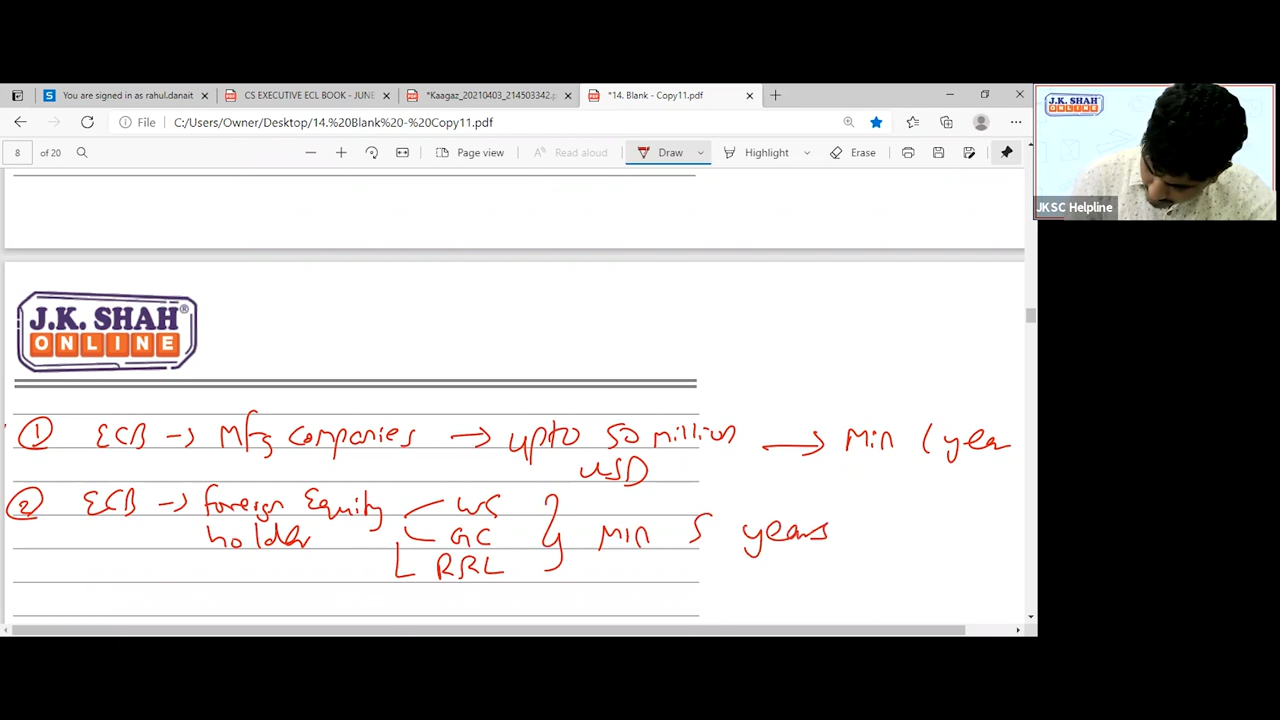 You are signed in as rahul.danait
CS EXECUTIVE ECL BOOK - JUNE
*Kaagaz_20210403_214503342.p
*14. Blank - Copy11.pdf
File C:/Users/Owner/Desktop/14.%20Blank%20-%20Copy11.pdf
8 of 20
Page view
Read aloud
Draw
Highlight
Erase
J.K. SHAH
JKSC Helpline
J.K. SHAH®
ONLINE
① ECB → Mfg Companies → upto 50 million USD → Min 1 year
② ECB → Foreign Equity holder
WC
GC
RRL
Min 5 years